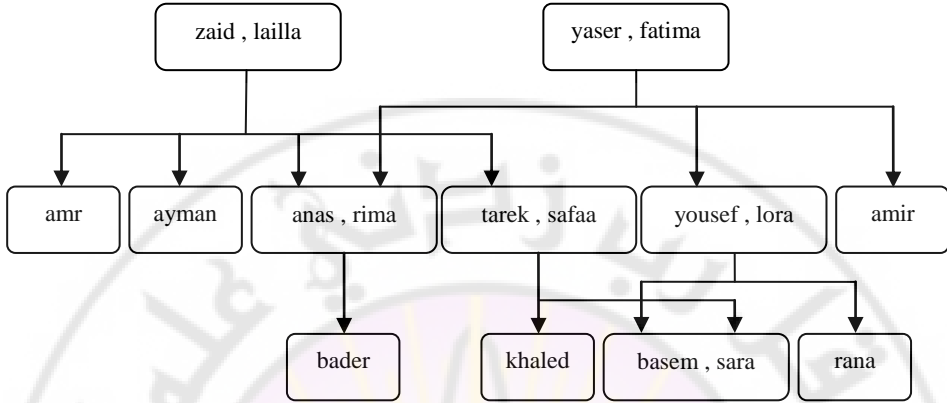 zaid , lailla
yaser , fatima
amr
ayman
anas , rima
tarek , safaa
yousef , lora
amir
bader
khaled
basem , sara
rana